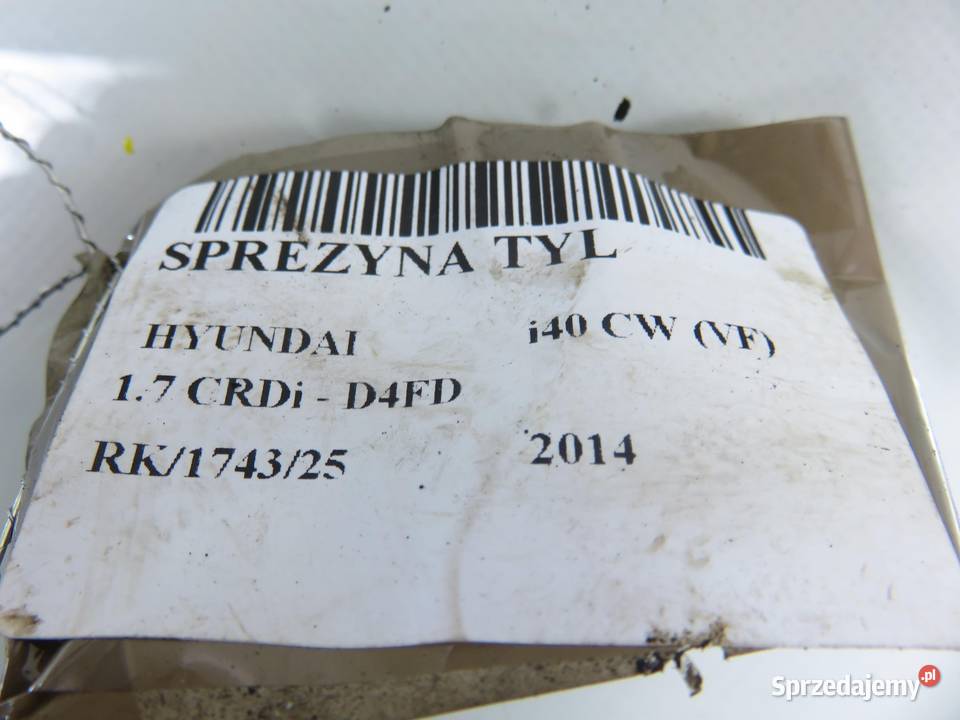 SPREZYNA TYL
HYUNDAI i40 CW (VF)
1.7 CRDi - D4FD
RK/1743/25 2014
Sprzedajemy.pl